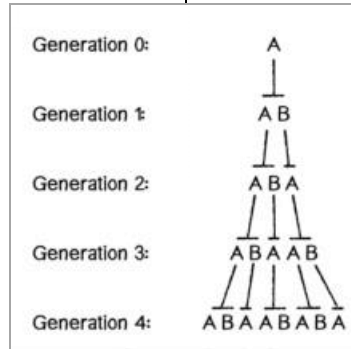 Generation 0: A
Generation 1: A B
Generation 2: A B A
Generation 3: A B A A B
Generation 4: A B A A B A B A